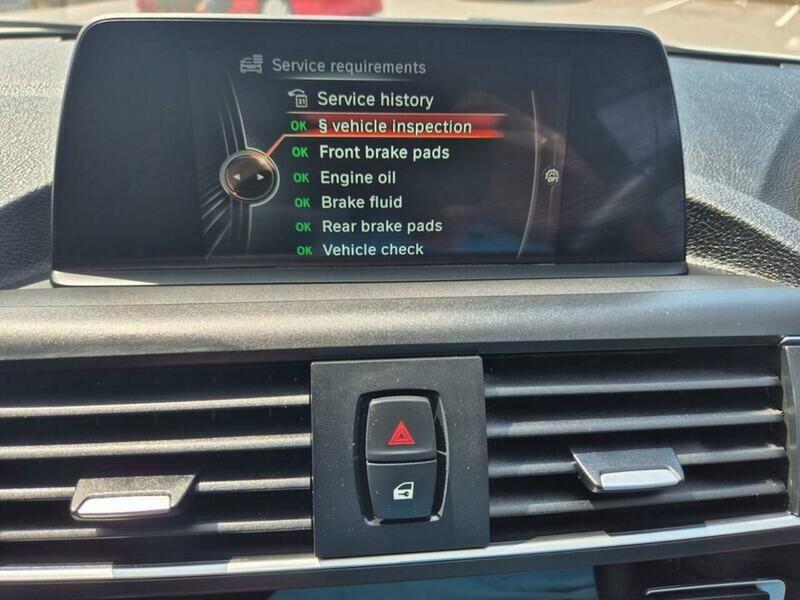 Service requirements
31 Service history
OK § vehicle inspection
OK Front brake pads
OK Engine oil
OK Brake fluid
OK Rear brake pads
OK Vehicle check